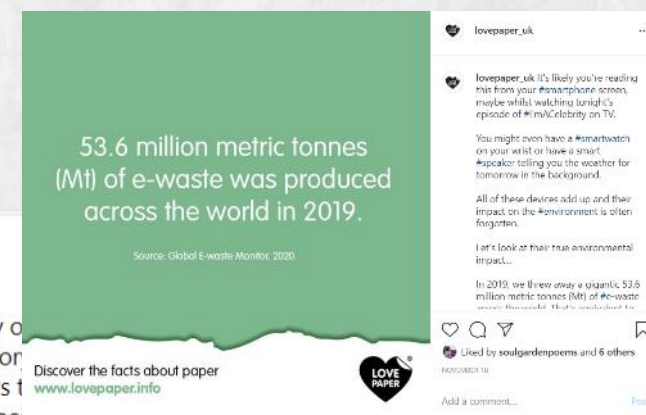 53.6 million metric tonnes
(Mt) of e-waste was produced
across the world in 2019.
Source: Global E-waste Monitor, 2020.
Discover the facts about paper
www.lovepaper.info
LOVE
PAPER
lovepaper_uk
lovepaper_uk It's likely you're reading
this from your #smartphone screen,
maybe whilst watching tonight's
episode of #ImACelebrity on TV.
You might even have a #smartwatch
on your wrist or have a smart
#speaker telling you the weather for
tomorrow in the background.
All of these devices add up and their
impact on the #environment is often
forgotten.
Let's look at their true environmental
impact...
In 2019, we threw away a gigantic 53.6
million metric tonnes (Mt) of #e-waste
Liked by soulgardenpoems and 6 others
Add a comment...